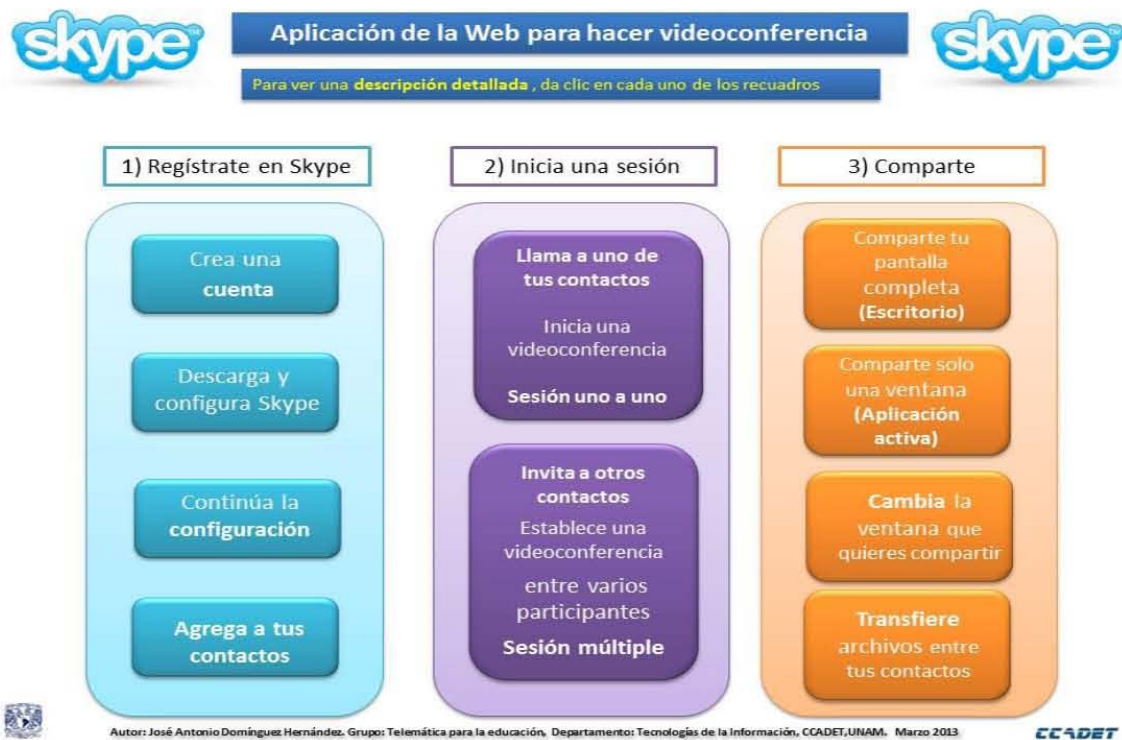 skype™
Aplicación de la Web para hacer videoconferencia
skype™
Para ver una descripción detallada , da clic en cada uno de los recuadros
1) Regístrate en Skype
Crea una
cuenta
Descarga y
configura Skype
Continúa la
configuración
Agrega a tus
contactos
2) Inicia una sesión
Llama a uno de
tus contactos
Inicia una
videoconferencia
Sesión uno a uno
Invita a otros
contactos
Establece una
videoconferencia
entre varios
participantes
Sesión múltiple
3) Comparte
Comparte tu
pantalla
completa
(Escritorio)
Comparte solo
una ventana
(Aplicación
activa)
Cambia la
ventana que
quieres compartir
Transfiere
archivos entre
tus contactos
Autor: José Antonio Domínguez Hernández. Grupo: Telemática para la educación, Departamento: Tecnologías de la Información, CCADET,UNAM. Marzo 2013
CCADET